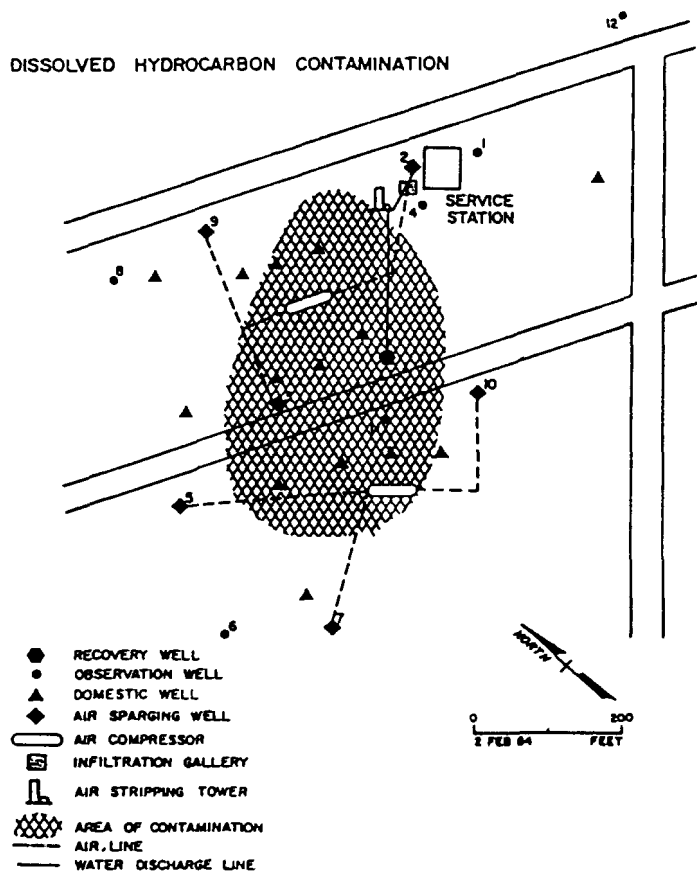 12
DISSOLVED HYDROCARBON CONTAMINATION
1
2
4
SERVICE
STATION
9
8
10
5
6
7
NORTH
RECOVERY WELL
OBSERVATION WELL
DOMESTIC WELL
AIR SPARGING WELL
AIR COMPRESSOR
INFILTRATION GALLERY
AIR STRIPPING TOWER
AREA OF CONTAMINATION
AIR LINE
WATER DISCHARGE LINE
0 200
2 FEB 84 FEET